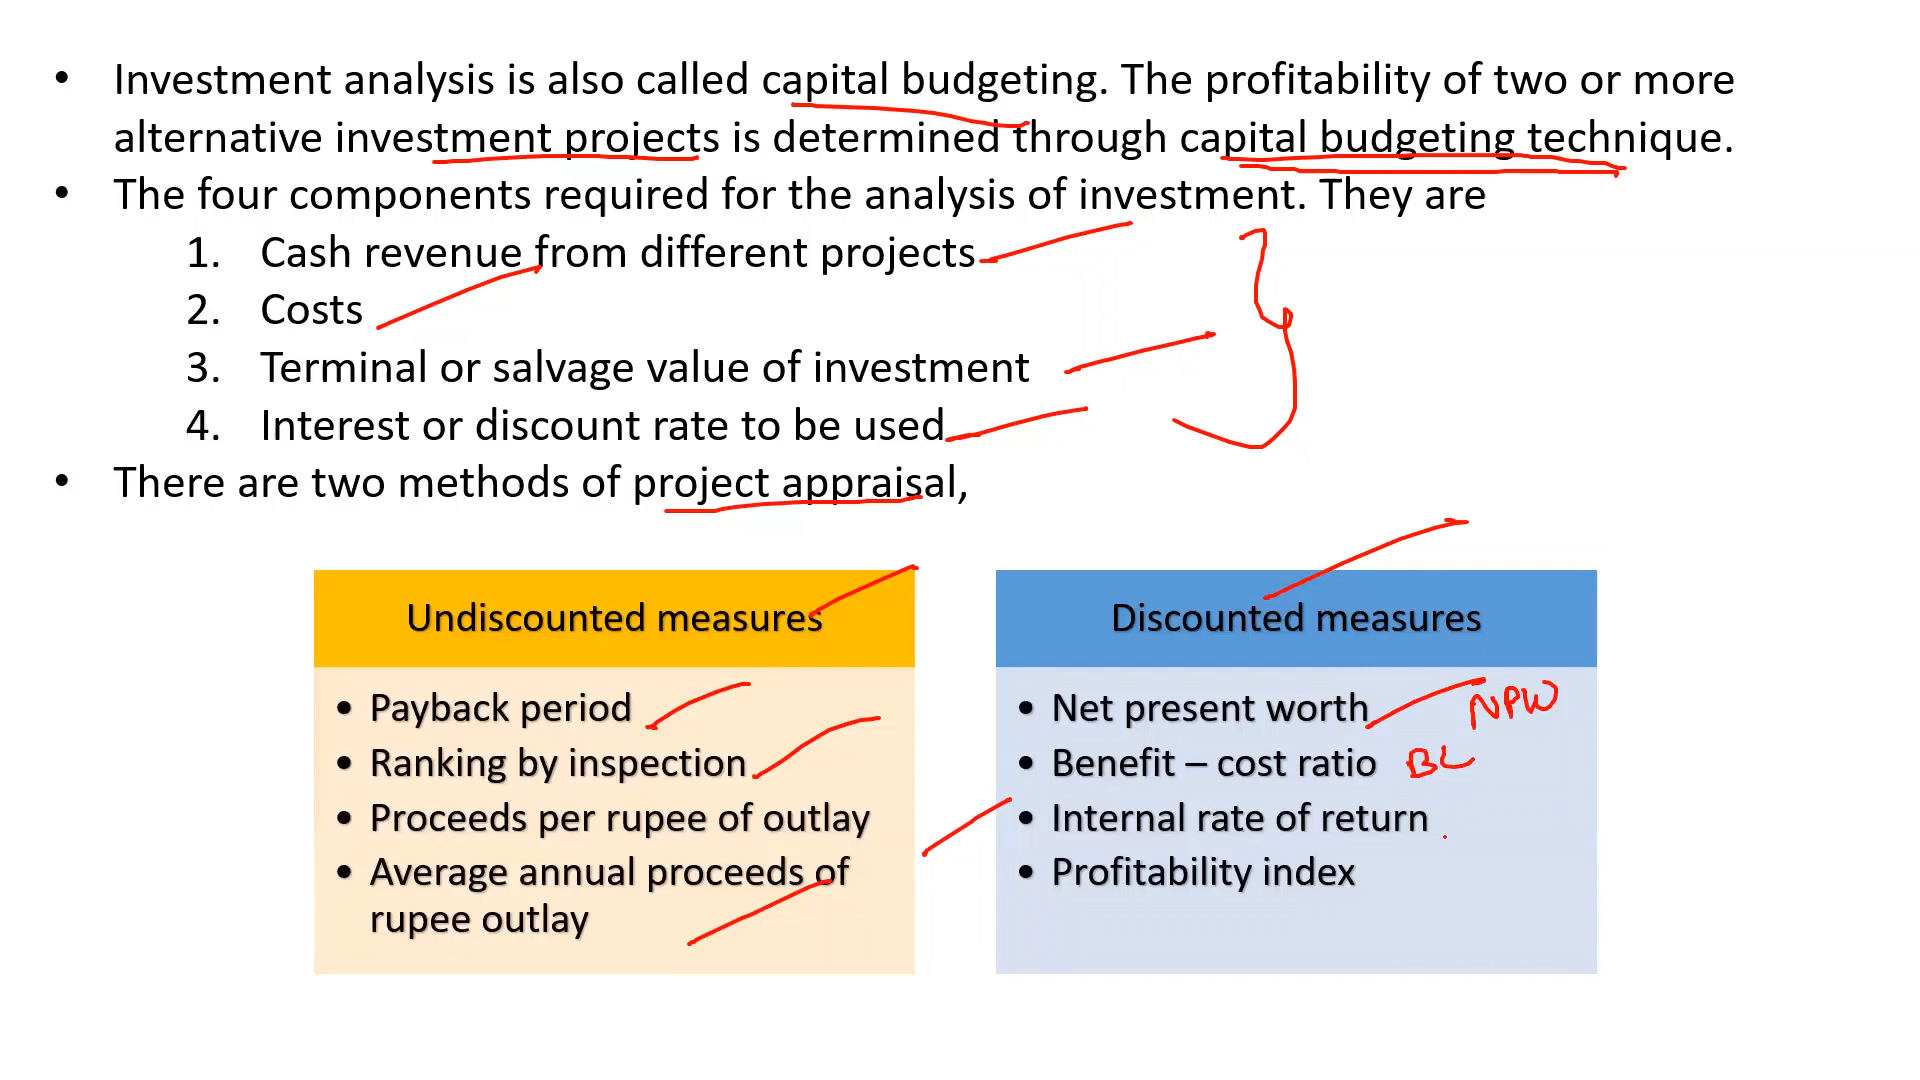 • Investment analysis is also called capital budgeting. The profitability of two or more
alternative investment projects is determined through capital budgeting technique.
• The four components required for the analysis of investment. They are
1. Cash revenue from different projects
2. Costs
3. Terminal or salvage value of investment
4. Interest or discount rate to be used
• There are two methods of project appraisal,
Undiscounted measures
• Payback period
• Ranking by inspection
• Proceeds per rupee of outlay
• Average annual proceeds of
rupee outlay
Discounted measures
• Net present worth NPW
• Benefit – cost ratio BC
• Internal rate of return
• Profitability index